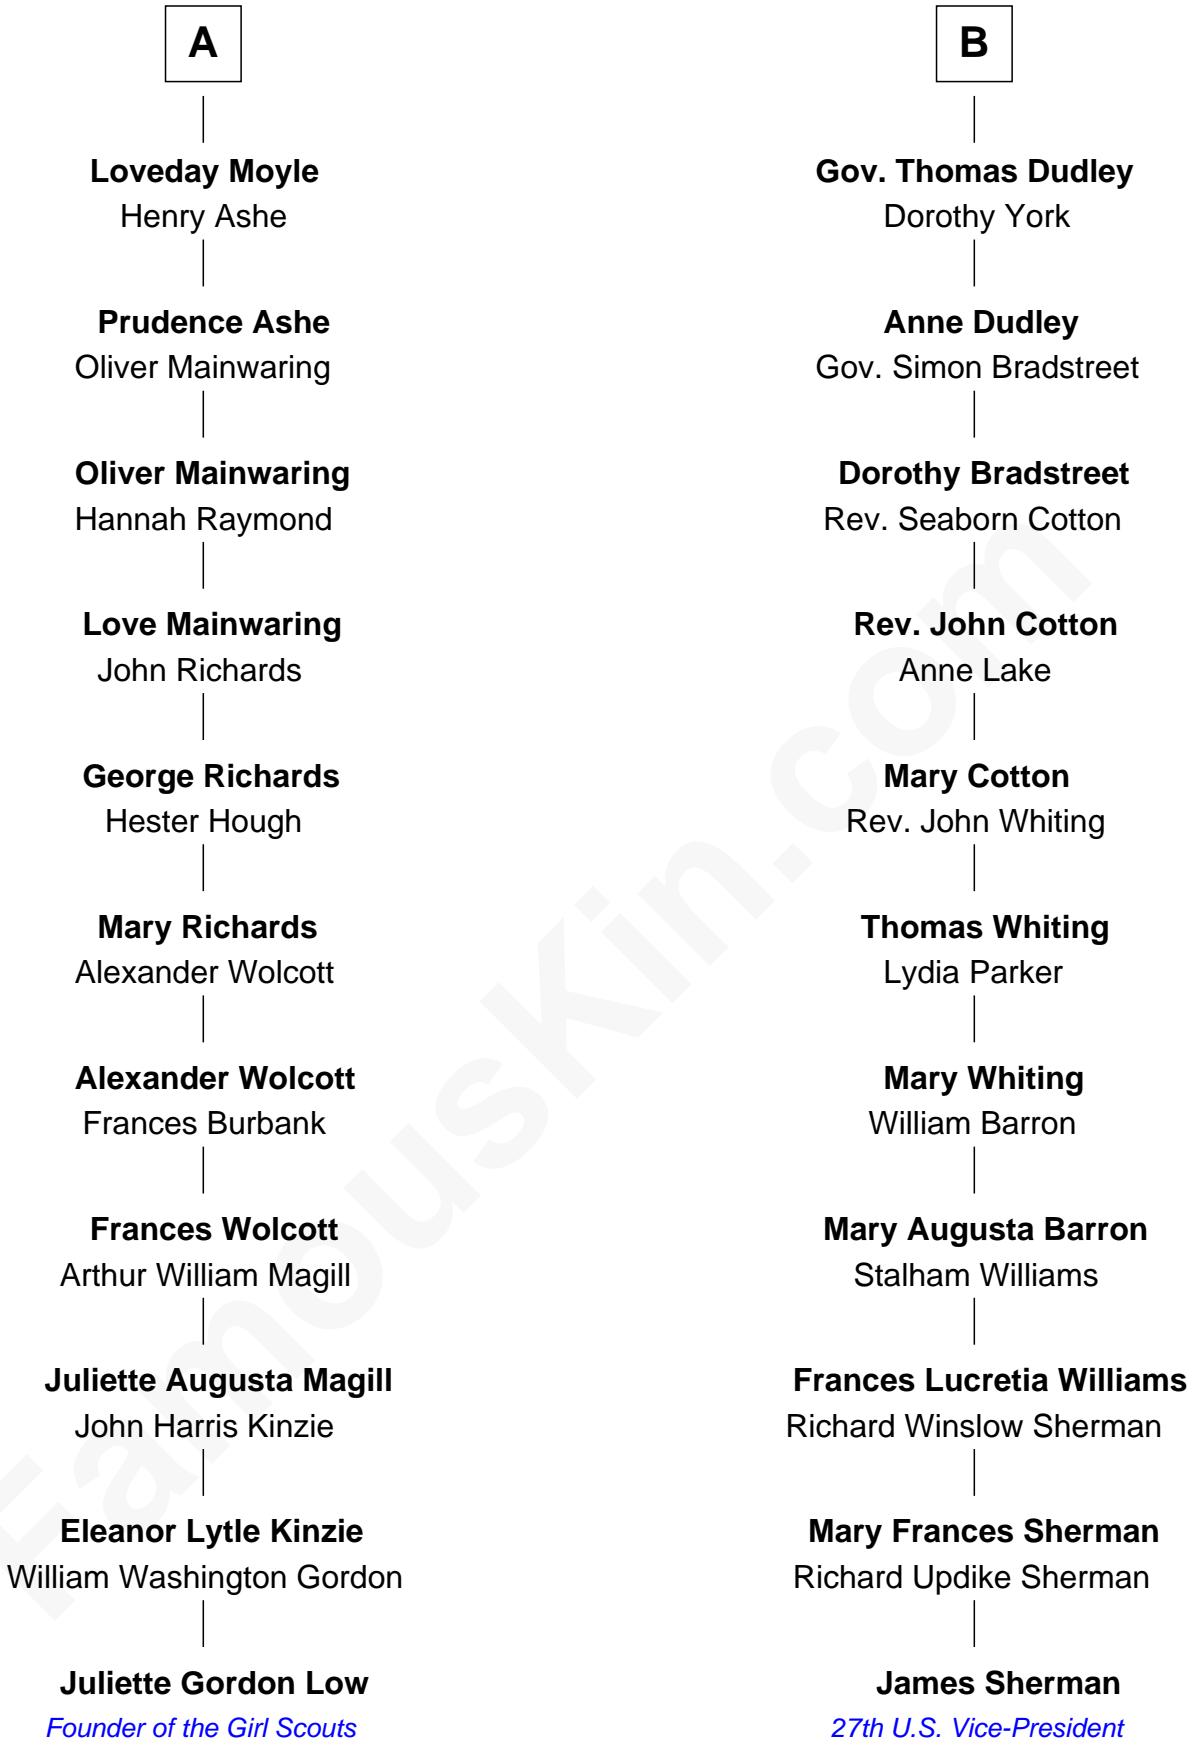 A
Loveday Moyle
Henry Ashe
Prudence Ashe
Oliver Mainwaring
Oliver Mainwaring
Hannah Raymond
Love Mainwaring
John Richards
George Richards
Hester Hough
Mary Richards
Alexander Wolcott
Alexander Wolcott
Frances Burbank
Frances Wolcott
Arthur William Magill
Juliette Augusta Magill
John Harris Kinzie
Eleanor Lytle Kinzie
William Washington Gordon
Juliette Gordon Low
Founder of the Girl Scouts
B
Gov. Thomas Dudley
Dorothy York
Anne Dudley
Gov. Simon Bradstreet
Dorothy Bradstreet
Rev. Seaborn Cotton
Rev. John Cotton
Anne Lake
Mary Cotton
Rev. John Whiting
Thomas Whiting
Lydia Parker
Mary Whiting
William Barron
Mary Augusta Barron
Stalham Williams
Frances Lucretia Williams
Richard Winslow Sherman
Mary Frances Sherman
Richard Updike Sherman
James Sherman
27th U.S. Vice-President
FamousKin.com